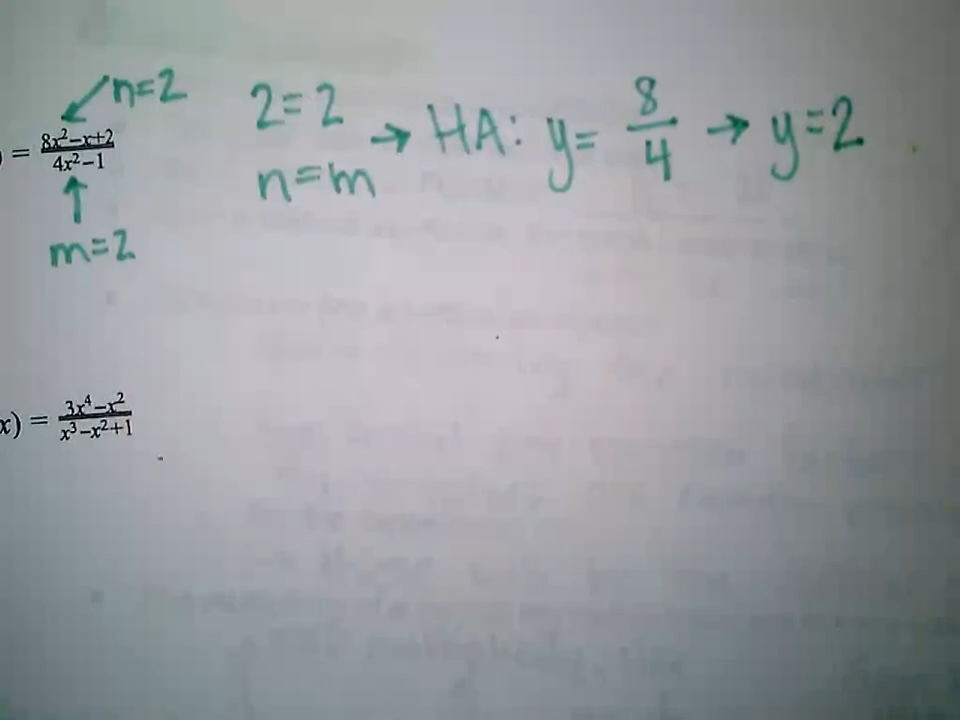 n=2
) = 8x²-x+2 / 4x²-1
m=2
2=2
n=m
→ HA: y= 8/4 → y=2
x) = 3x⁴-x² / x³-x²+1